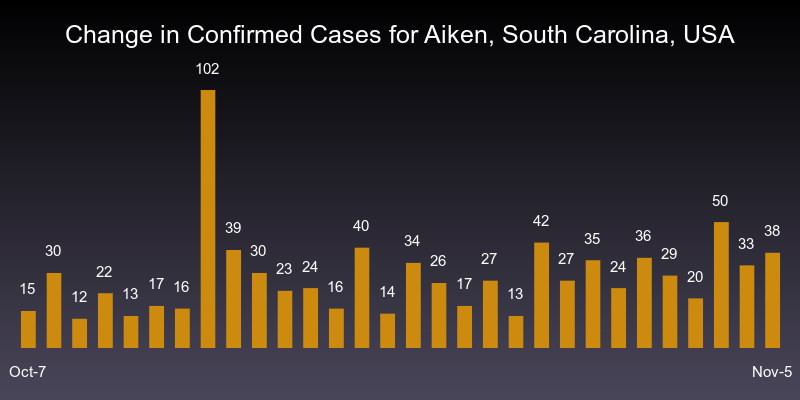 Change in Confirmed Cases for Aiken, South Carolina, USA
15 30 12 22 13 17 16 102 39 30 23 24 16 40 14 34 26 17 27 13 42 27 35 24 36 29 20 50 33 38
Oct-7 Nov-5